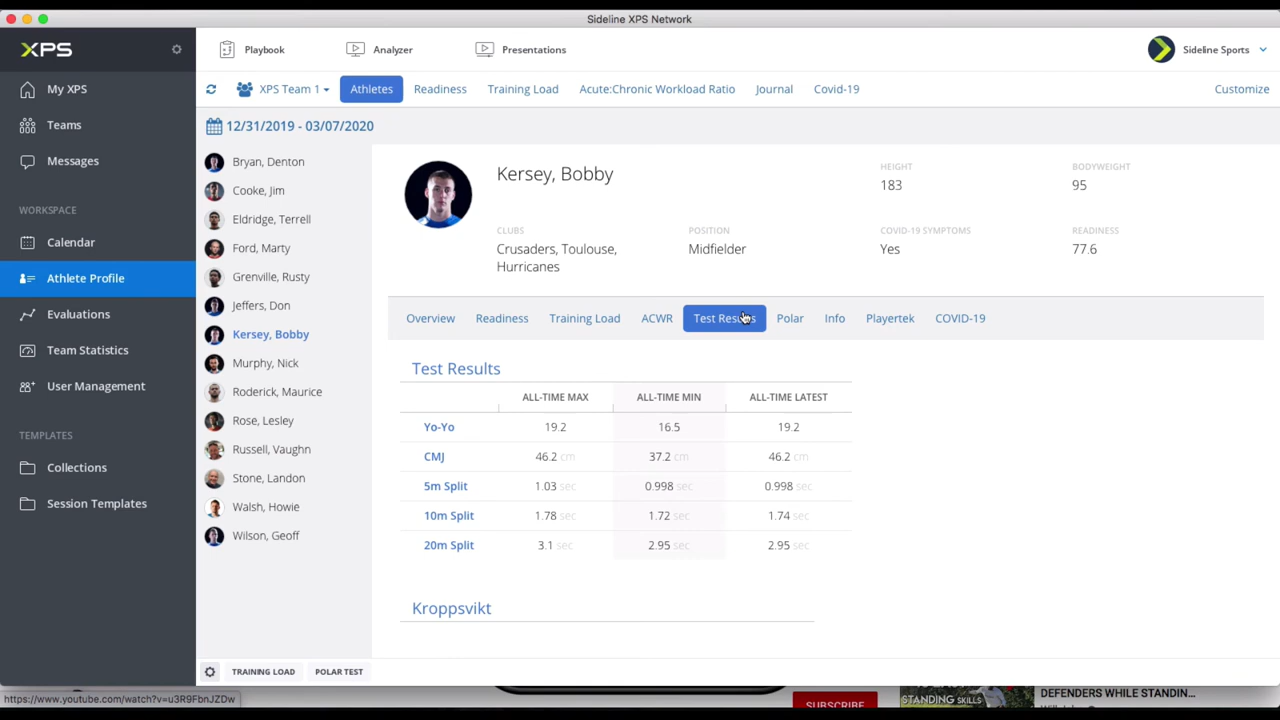 Sideline XPS Network
XPS
Playbook
Analyzer
Presentations
Sideline Sports
My XPS
Teams
Messages
WORKSPACE
Calendar
Athlete Profile
Evaluations
Team Statistics
User Management
TEMPLATES
Collections
Session Templates
XPS Team 1
Athletes
Readiness
Training Load
Acute:Chronic Workload Ratio
Journal
Covid-19
Customize
12/31/2019 - 03/07/2020
Bryan, Denton
Cooke, Jim
Eldridge, Terrell
Ford, Marty
Grenville, Rusty
Jeffers, Don
Kersey, Bobby
Murphy, Nick
Roderick, Maurice
Rose, Lesley
Russell, Vaughn
Stone, Landon
Walsh, Howie
Wilson, Geoff
Kersey, Bobby
HEIGHT
183
BODYWEIGHT
95
CLUBS
Crusaders, Toulouse,
Hurricanes
POSITION
Midfielder
COVID-19 SYMPTOMS
Yes
READINESS
77.6
Overview
Readiness
Training Load
ACWR
Test Results
Polar
Info
Playertek
COVID-19
Test Results
ALL-TIME MAX ALL-TIME MIN ALL-TIME LATEST
Yo-Yo 19.2 16.5 19.2
CMJ 46.2 cm 37.2 cm 46.2 cm
5m Split 1.03 sec 0.998 sec 0.998 sec
10m Split 1.78 sec 1.72 sec 1.74 sec
20m Split 3.1 sec 2.95 sec 2.95 sec
Kroppsvikt
TRAINING LOAD
POLAR TEST
https://www.youtube.com/watch?v=u3R9FbnJZDw
SUBSCRIBE
STANDING SKILLS
DEFENDERS WHILE STANDIN...